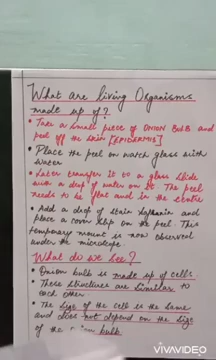 What are living Organisms
made up of?
• Take a small piece of ONION BULB and
peel off the skin [EPIDERMIS]
• Place the peel on watch glass with
water
• Later transfer it to a glass slide
with a drop of water on it. The peel
needs to be flat and in the centre
• Add a drop of stain and
place a cover slip on the peel. This
temporary mount is now observed
under the
What do we see?
• Onion bulb is made up of cells.
• These structures are similar to
each other
• The size of the cell is the same
and does not depend on the size
of the bulb
VIVAVIDEO